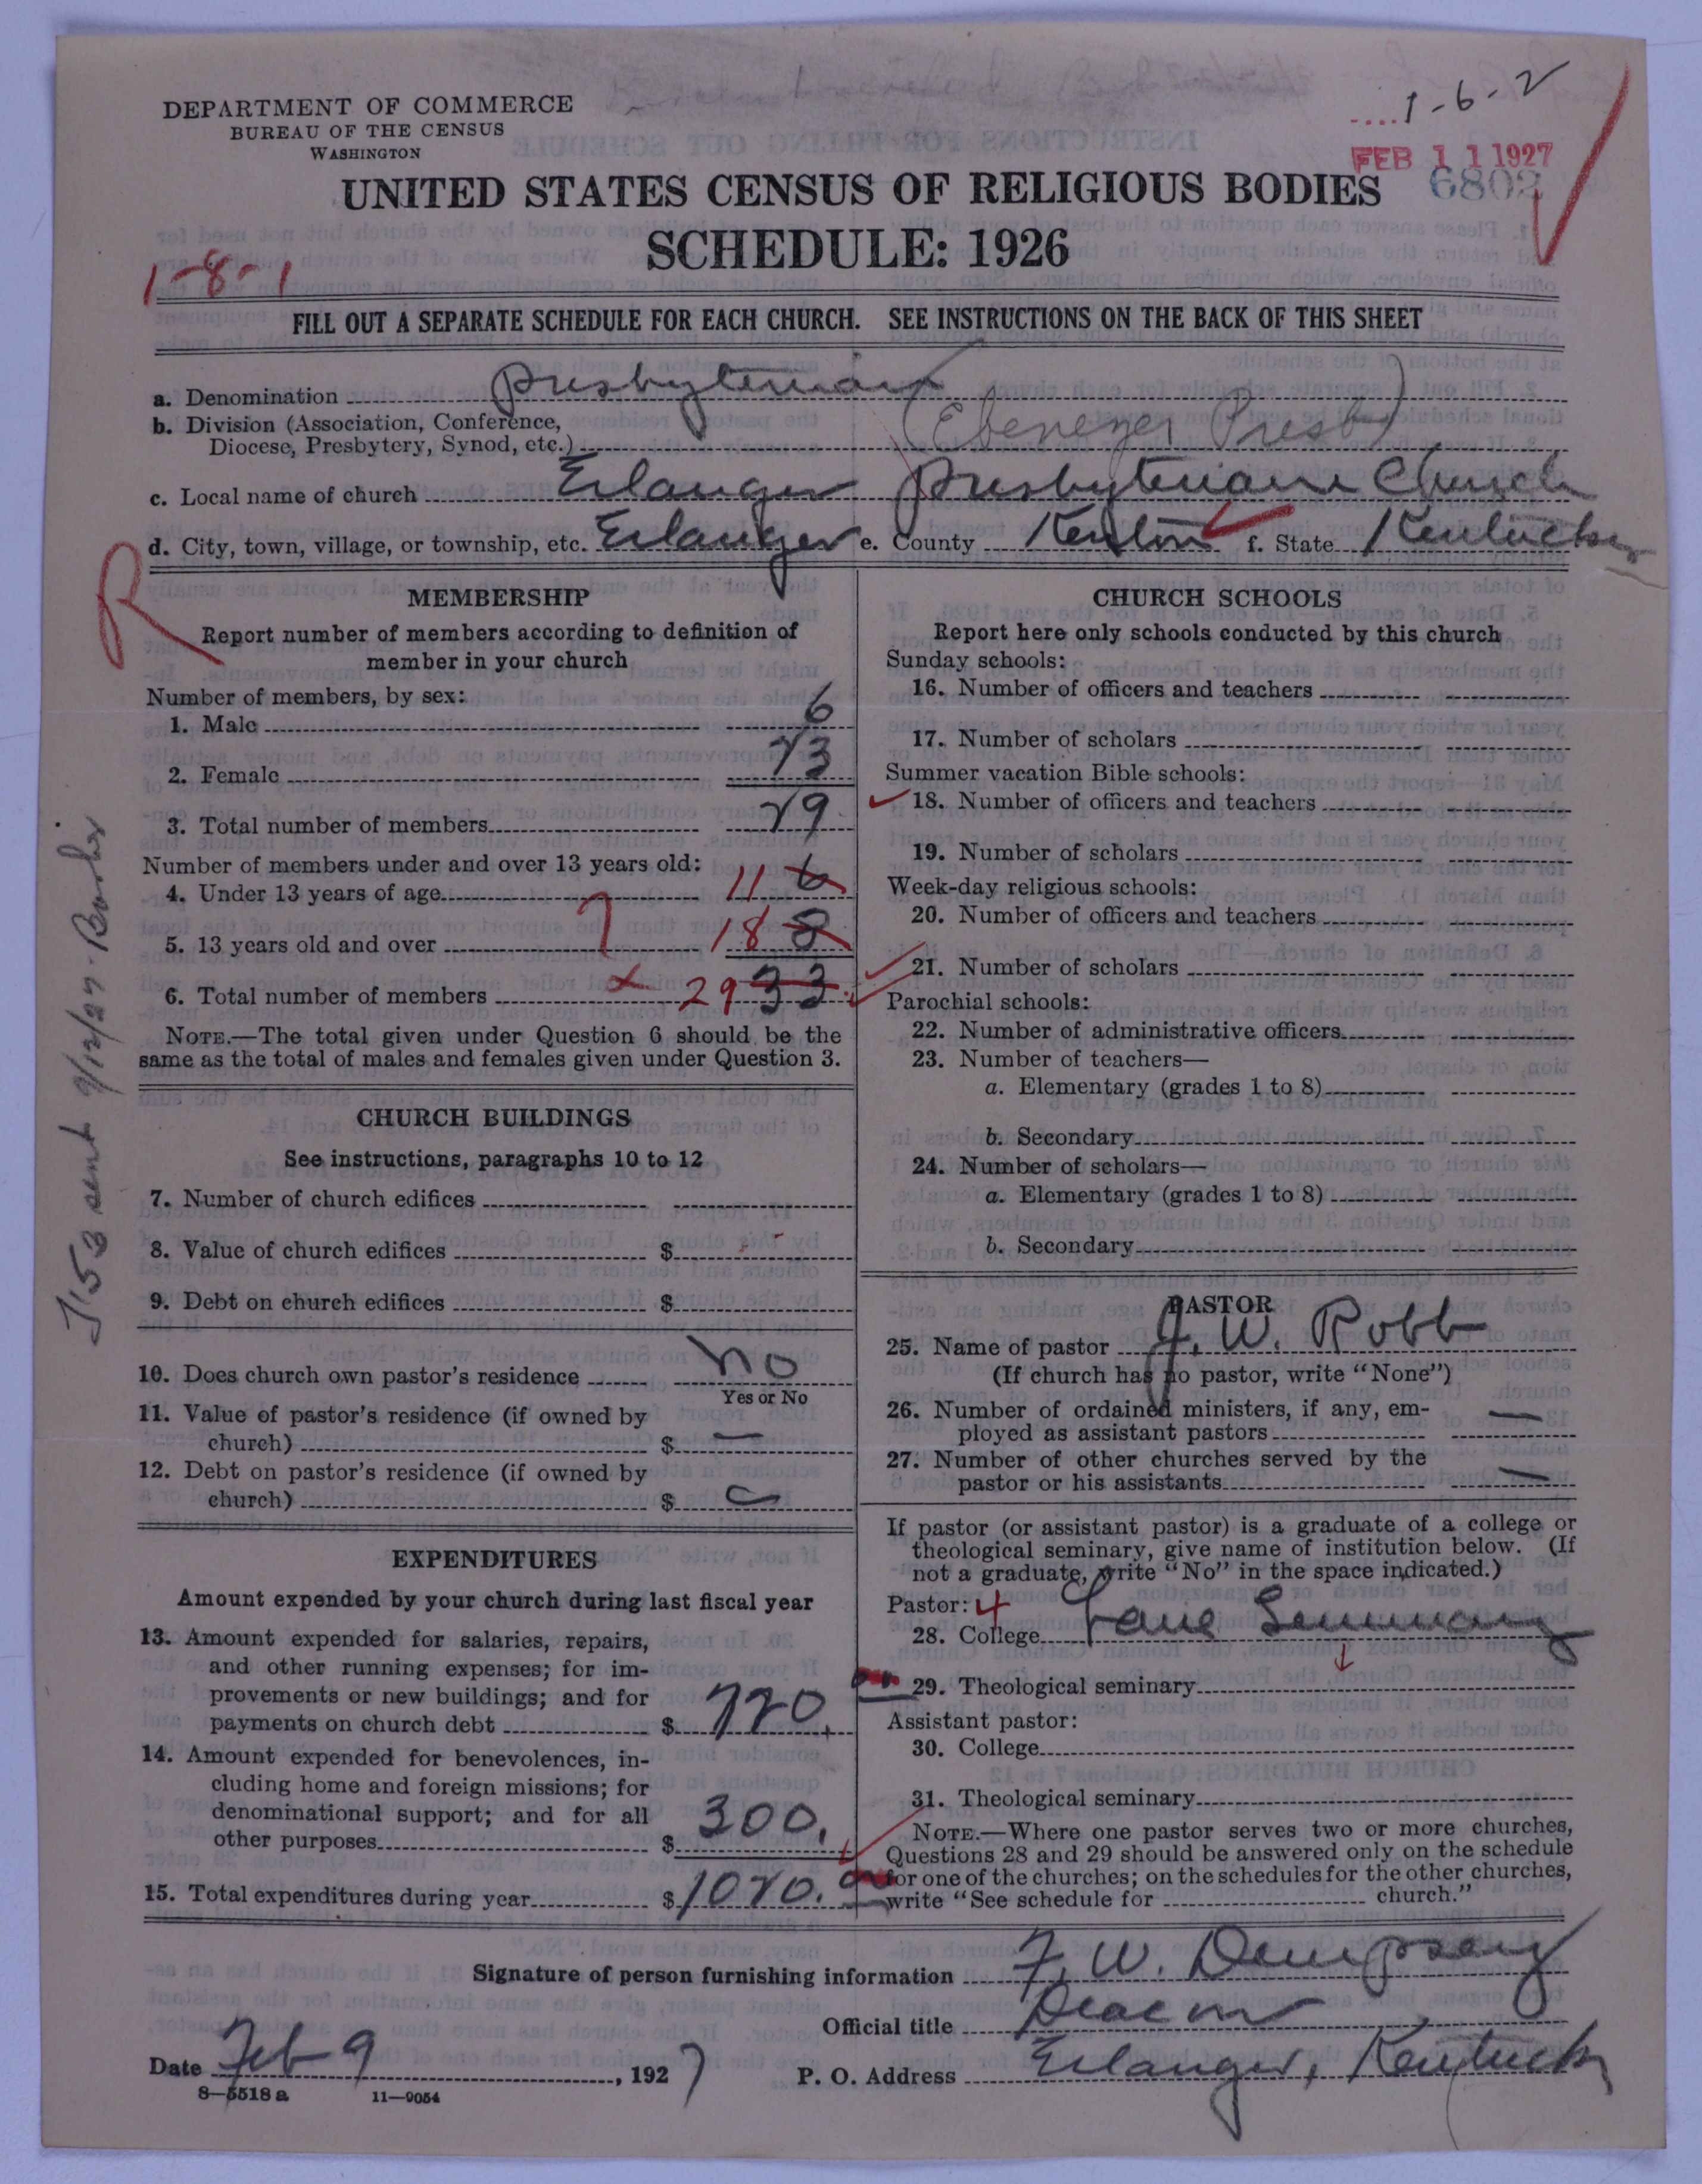 DEPARTMENT OF COMMERCE
BUREAU OF THE CENSUS
WASHINGTON
1-6-2
FEB 11 1927
6802
UNITED STATES CENSUS OF RELIGIOUS BODIES
SCHEDULE: 1926
1-8-1
FILL OUT A SEPARATE SCHEDULE FOR EACH CHURCH. SEE INSTRUCTIONS ON THE BACK OF THIS SHEET
a. Denomination Presbyterian
b. Division (Association, Conference,
Diocese, Presbytery, Synod, etc.) (Ebenezer Presb)
c. Local name of church Erlanger Presbyterian Church
d. City, town, village, or township, etc. Erlanger e. County Kenton f. State Kentucky
R
MEMBERSHIP
Report number of members according to definition of
member in your church
Number of members, by sex:
1. Male 6
2. Female 23
3. Total number of members 29
Number of members under and over 13 years old:
4. Under 13 years of age 11 6
5. 13 years old and over 18 8
6. Total number of members 29 33
NOTE.—The total given under Question 6 should be the
same as the total of males and females given under Question 3.
CHURCH BUILDINGS
See instructions, paragraphs 10 to 12
7. Number of church edifices
8. Value of church edifices $
9. Debt on church edifices $
10. Does church own pastor's residence No
Yes or No
11. Value of pastor's residence (if owned by
church) $ —
12. Debt on pastor's residence (if owned by
church) $
EXPENDITURES
Amount expended by your church during last fiscal year
13. Amount expended for salaries, repairs,
and other running expenses; for im-
provements or new buildings; and for
payments on church debt $ 720.
14. Amount expended for benevolences, in-
cluding home and foreign missions; for
denominational support; and for all
other purposes $ 300.
15. Total expenditures during year $ 1020.
CHURCH SCHOOLS
Report here only schools conducted by this church
Sunday schools:
16. Number of officers and teachers
17. Number of scholars
Summer vacation Bible schools:
18. Number of officers and teachers
19. Number of scholars
Week-day religious schools:
20. Number of officers and teachers
21. Number of scholars
Parochial schools:
22. Number of administrative officers
23. Number of teachers—
a. Elementary (grades 1 to 8)
b. Secondary
24. Number of scholars—
a. Elementary (grades 1 to 8)
b. Secondary
PASTOR
25. Name of pastor J. W. Robb
(If church has no pastor, write "None")
26. Number of ordained ministers, if any, em-
ployed as assistant pastors —
27. Number of other churches served by the
pastor or his assistants —
If pastor (or assistant pastor) is a graduate of a college or
theological seminary, give name of institution below. (If
not a graduate, write "No" in the space indicated.)
Pastor: 4
28. College Lane Seminary
29. Theological seminary
Assistant pastor:
30. College
31. Theological seminary
NOTE.—Where one pastor serves two or more churches,
Questions 28 and 29 should be answered only on the schedule
for one of the churches; on the schedules for the other churches,
write "See schedule for church."
Signature of person furnishing information F. W. Dempsey
Official title Deacon
Date Feb 9, 1927 P. O. Address Erlanger, Kentucky
8—5518 a 11—9054